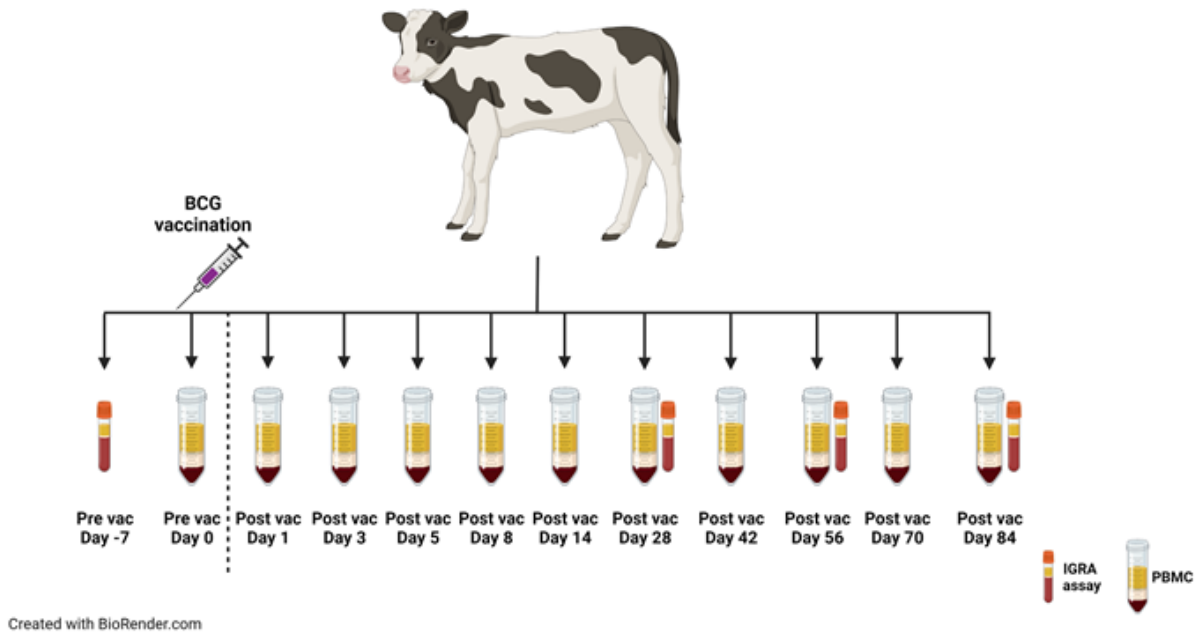 BCG
vaccination
Pre vac
Day -7
Pre vac
Day 0
Post vac
Day 1
Post vac
Day 3
Post vac
Day 5
Post vac
Day 8
Post vac
Day 14
Post vac
Day 28
Post vac
Day 42
Post vac
Day 56
Post vac
Day 70
Post vac
Day 84
IGRA
assay
PBMC
Created with BioRender.com